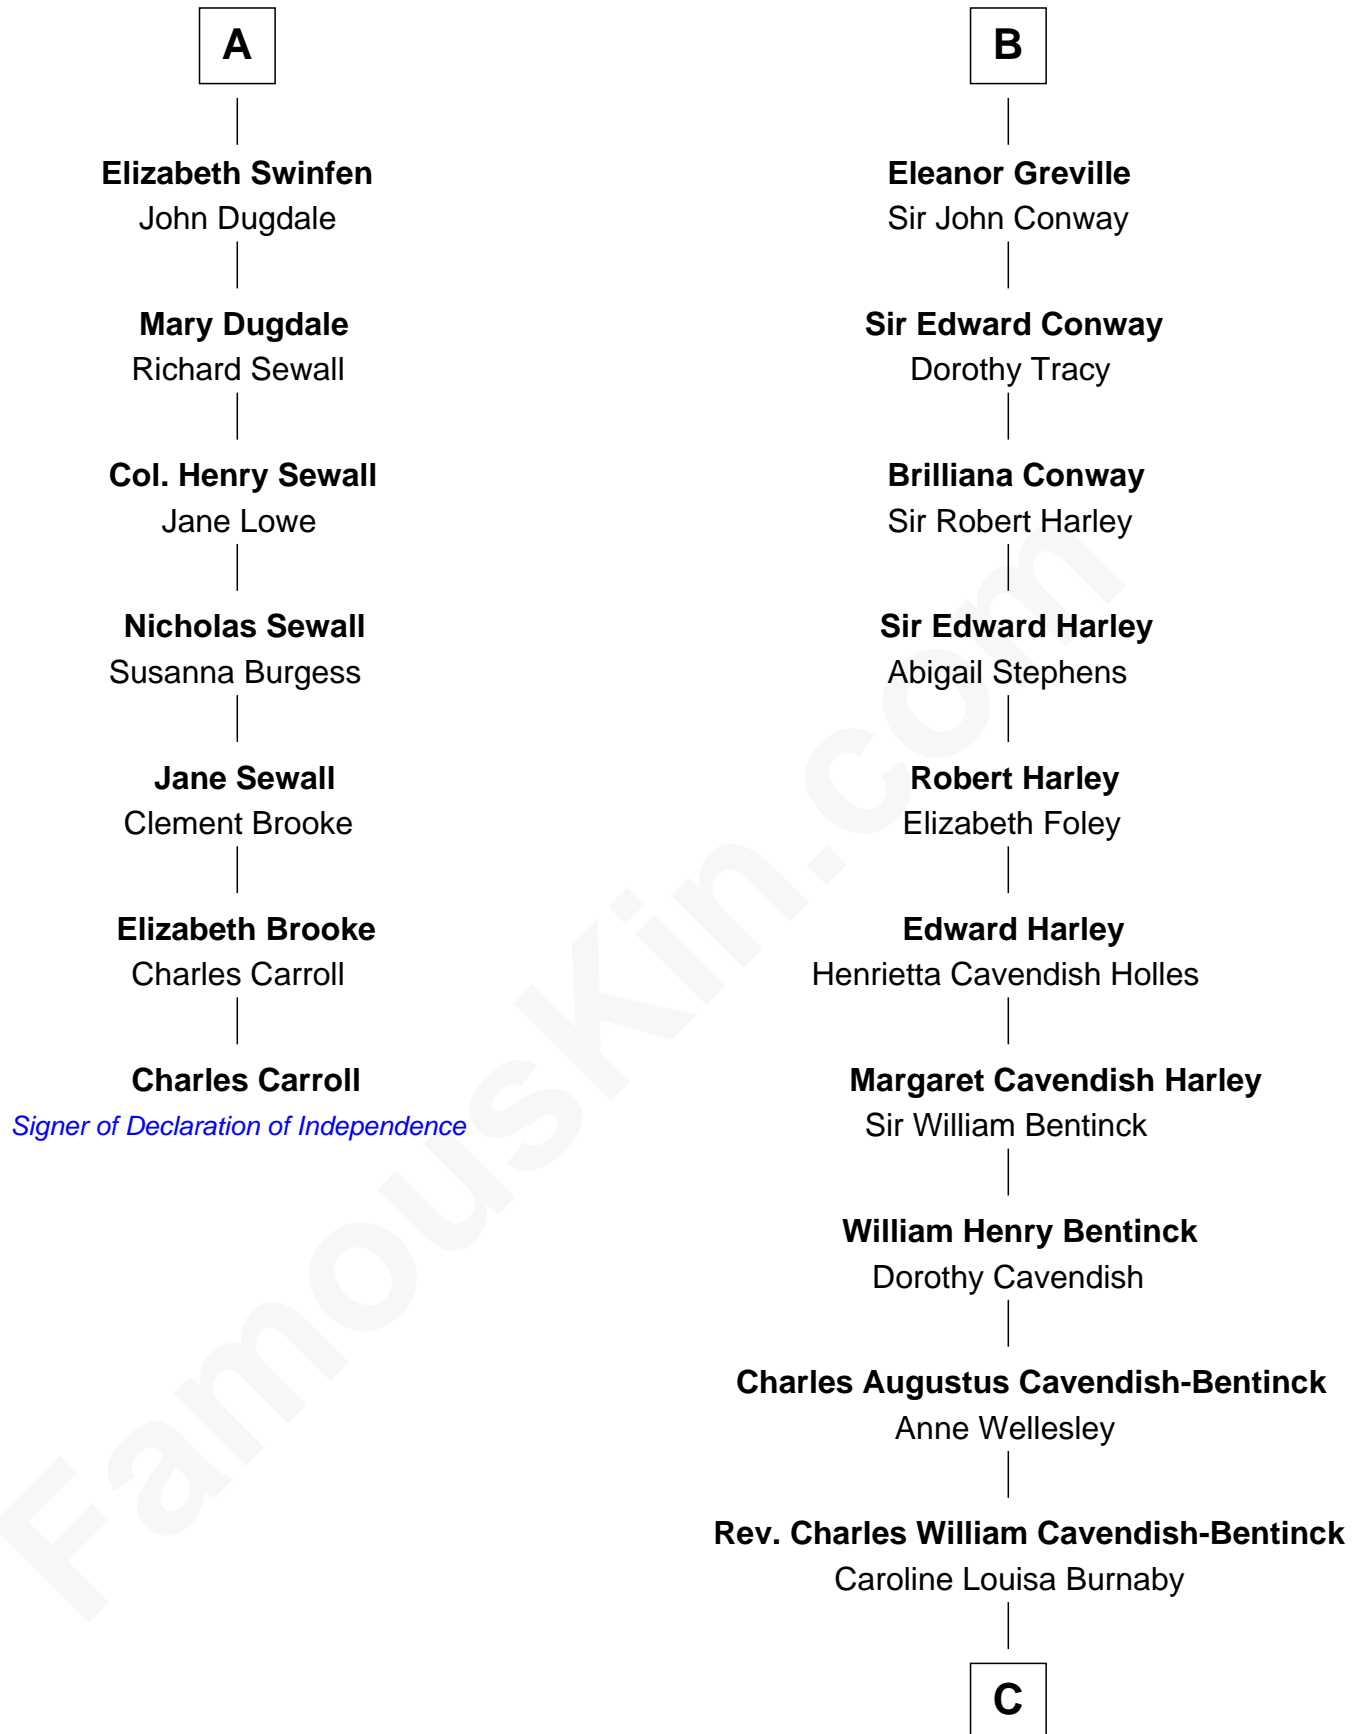 A
Elizabeth Swinfen
John Dugdale
Mary Dugdale
Richard Sewall
Col. Henry Sewall
Jane Lowe
Nicholas Sewall
Susanna Burgess
Jane Sewall
Clement Brooke
Elizabeth Brooke
Charles Carroll
Charles Carroll
Signer of Declaration of Independence
B
Eleanor Greville
Sir John Conway
Sir Edward Conway
Dorothy Tracy
Brilliana Conway
Sir Robert Harley
Sir Edward Harley
Abigail Stephens
Robert Harley
Elizabeth Foley
Edward Harley
Henrietta Cavendish Holles
Margaret Cavendish Harley
Sir William Bentinck
William Henry Bentinck
Dorothy Cavendish
Charles Augustus Cavendish-Bentinck
Anne Wellesley
Rev. Charles William Cavendish-Bentinck
Caroline Louisa Burnaby
C
FamousKin.com